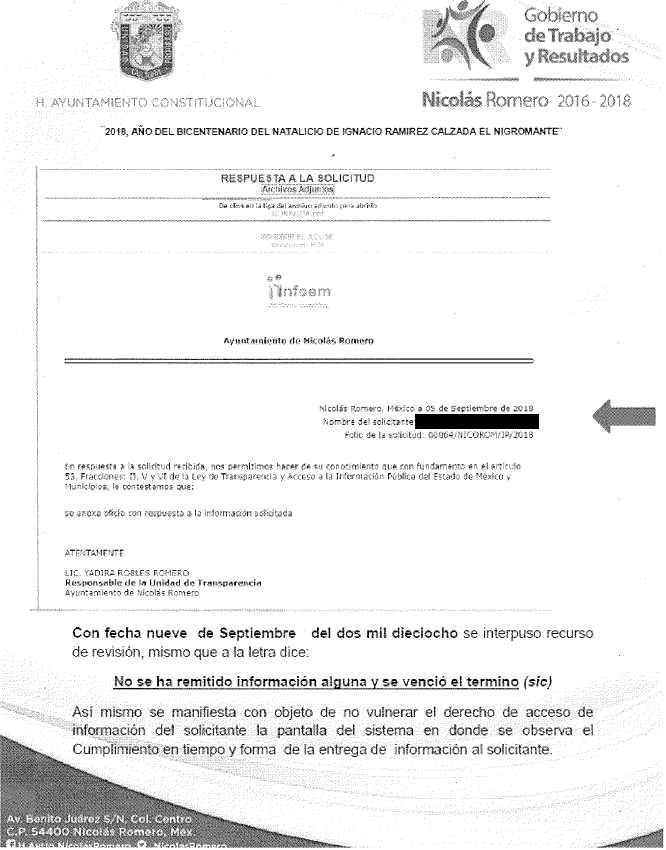 Gobierno
de Trabajo
y Resultados
H. AYUNTAMIENTO CONSTITUCIONAL
Nicolás Romero 2016-2018
"2018, AÑO DEL BICENTENARIO DEL NATALICIO DE IGNACIO RAMIREZ CALZADA EL NIGROMANTE"
RESPUESTA A LA SOLICITUD
Archivos Adjuntos
De click en la liga del archivo adjunto para abrirlo
IMPRIMIR EL ACUSE
versión en PDF
infoem
Ayuntamiento de Nicolás Romero
Nicolás Romero, México a 05 de Septiembre de 2018
Nombre del solicitante
Folio de la solicitud: 00064/NICOROM/IP/2018
En respuesta a la solicitud recibida, nos permitimos hacer de su conocimiento que con fundamento en el artículo
53, Fracciones: II, V y VI de la Ley de Transparencia y Acceso a la Información Pública del Estado de México y
Municipios, le contestamos que:
se anexa oficio con respuesta a la información solicitada
ATENTAMENTE
LIC. YADIRA ROBLES ROMERO
Responsable de la Unidad de Transparencia
Ayuntamiento de Nicolás Romero
Con fecha nueve de Septiembre del dos mil dieciocho se interpuso recurso
de revisión, mismo que a la letra dice:
No se ha remitido información alguna y se venció el termino (sic)
Así mismo se manifiesta con objeto de no vulnerar el derecho de acceso de
información del solicitante la pantalla del sistema en donde se observa el
Cumplimiento en tiempo y forma de la entrega de información al solicitante.
Av. Benito Juárez S/N, Col. Centro
C.P. 54400 Nicolás Romero, Méx.
H Ayto NicolasRomero NicolasRomero